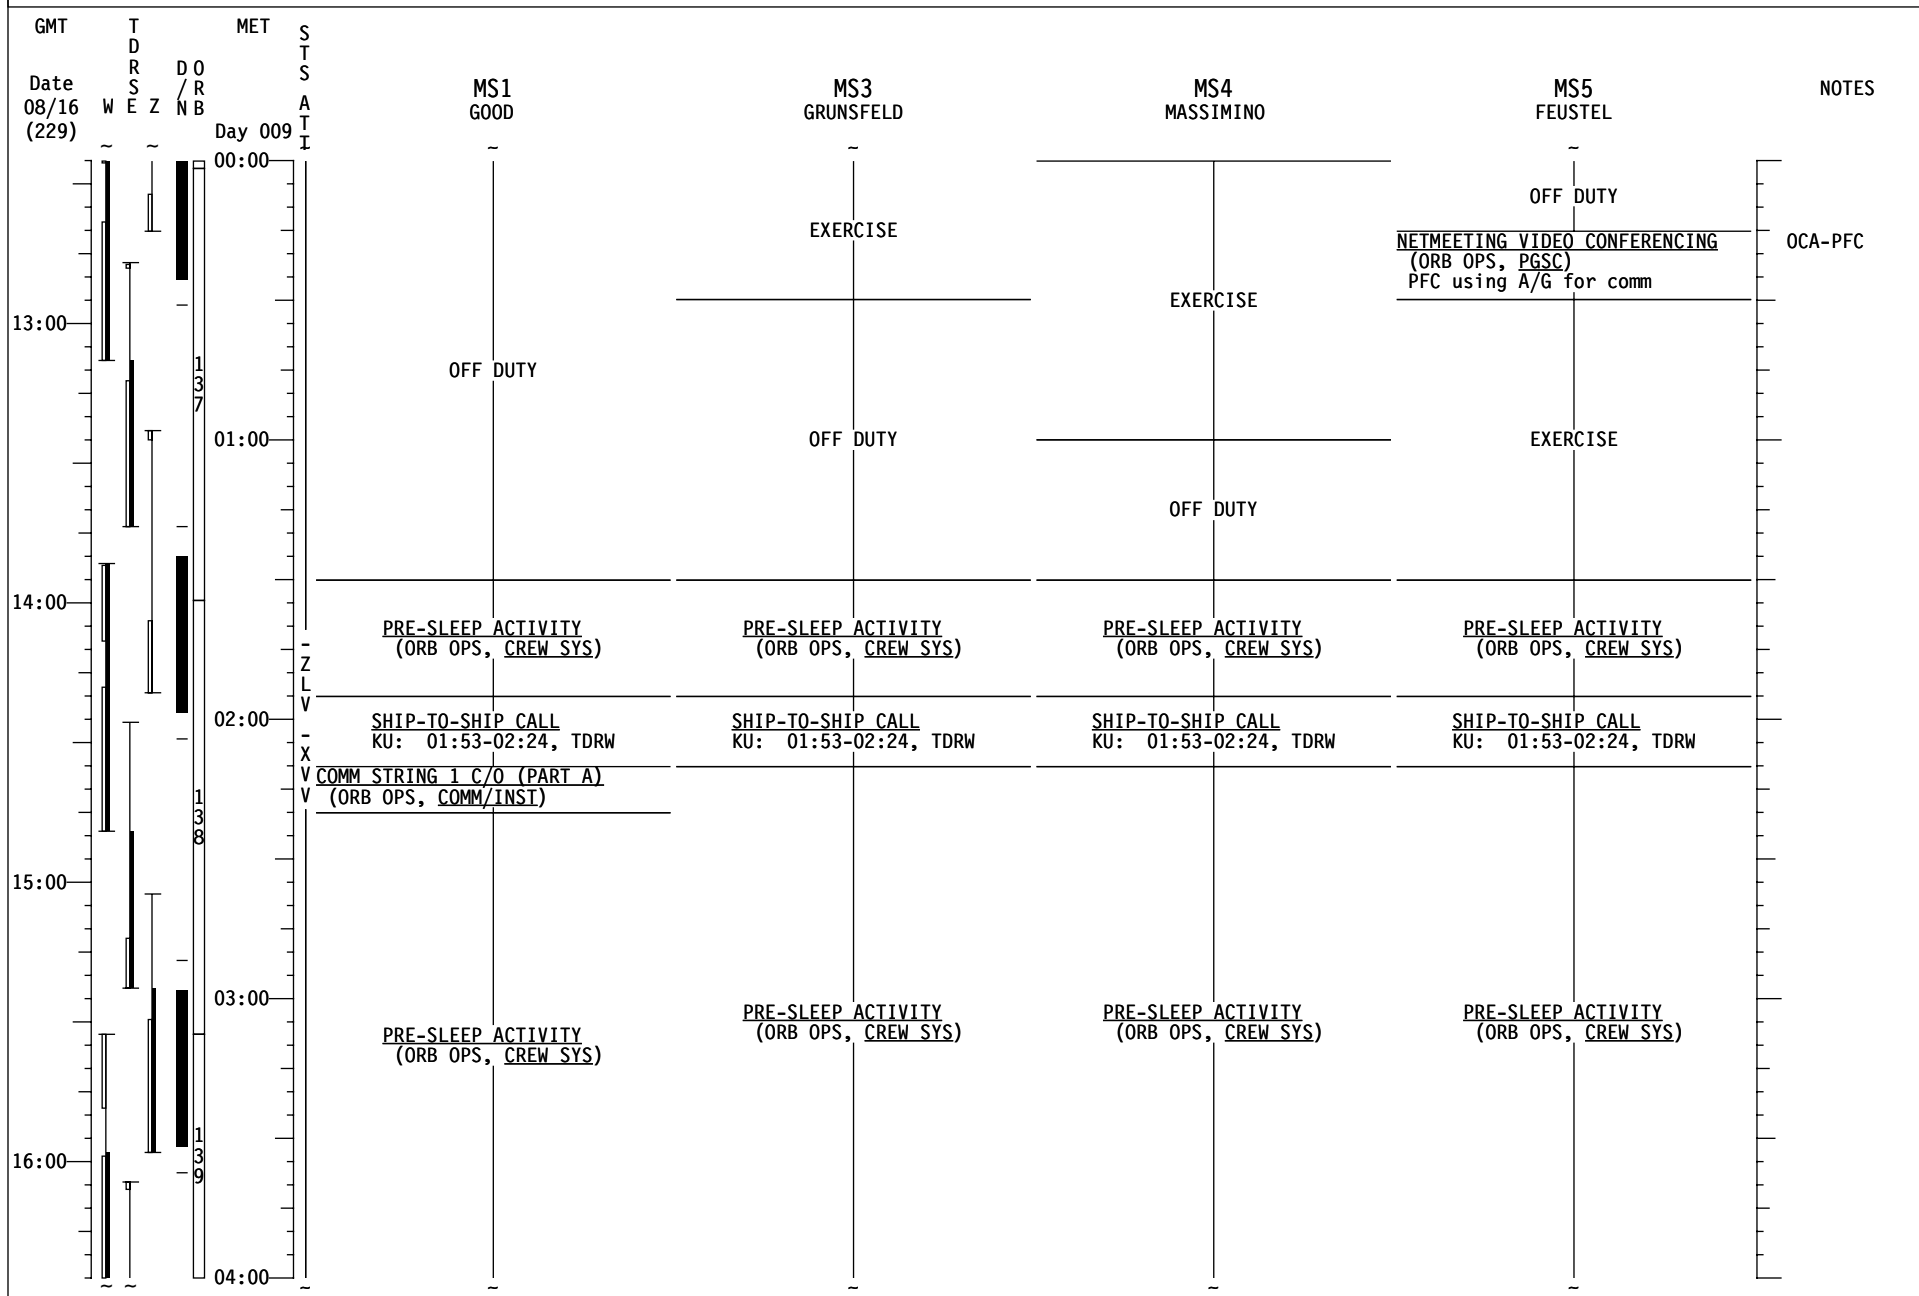 GMT
TDRS
MET
STS ATT
Date
08/16
(229)
W E Z
D/N
ORB
Day 009
MS1
GOOD
MS3
GRUNSFELD
MS4
MASSIMINO
MS5
FEUSTEL
NOTES
~ ~ ~ ~ ~
00:00
OFF DUTY
EXERCISE
NETMEETING VIDEO CONFERENCING
(ORB OPS, PGSC)
PFC using A/G for comm
OCA-PFC
EXERCISE
13:00
137
OFF DUTY
01:00
OFF DUTY
EXERCISE
OFF DUTY
14:00
PRE-SLEEP ACTIVITY
(ORB OPS, CREW SYS)
PRE-SLEEP ACTIVITY
(ORB OPS, CREW SYS)
PRE-SLEEP ACTIVITY
(ORB OPS, CREW SYS)
PRE-SLEEP ACTIVITY
(ORB OPS, CREW SYS)
-ZLV -XVV
02:00
SHIP-TO-SHIP CALL
KU: 01:53-02:24, TDRW
SHIP-TO-SHIP CALL
KU: 01:53-02:24, TDRW
SHIP-TO-SHIP CALL
KU: 01:53-02:24, TDRW
SHIP-TO-SHIP CALL
KU: 01:53-02:24, TDRW
COMM STRING 1 C/O (PART A)
(ORB OPS, COMM/INST)
138
15:00
03:00
PRE-SLEEP ACTIVITY
(ORB OPS, CREW SYS)
PRE-SLEEP ACTIVITY
(ORB OPS, CREW SYS)
PRE-SLEEP ACTIVITY
(ORB OPS, CREW SYS)
PRE-SLEEP ACTIVITY
(ORB OPS, CREW SYS)
139
16:00
04:00
~ ~ ~ ~ ~ ~ ~